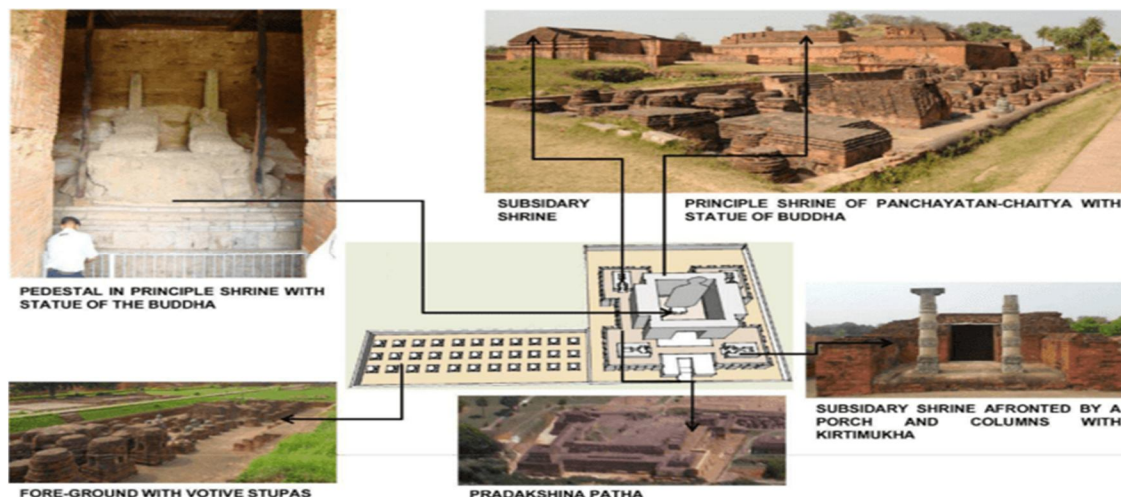 SUBSIDARY
SHRINE
PRINCIPLE SHRINE OF PANCHAYATAN-CHAITYA WITH
STATUE OF BUDDHA
PEDESTAL IN PRINCIPLE SHRINE WITH
STATUE OF THE BUDDHA
SUBSIDARY SHRINE AFRONTED BY A
PORCH AND COLUMNS WITH
KIRTIMUKHA
FORE-GROUND WITH VOTIVE STUPAS
PRADAKSHINA PATHA